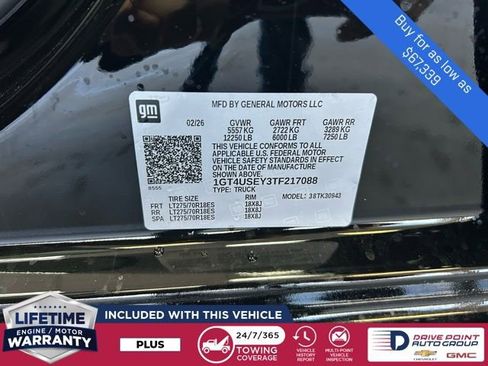 Buy for as low as
$67,339
gm
MFD BY GENERAL MOTORS LLC
02/26 GVWR GAWR FRT GAWR RR
5557 KG 2722 KG 3289 KG
12250 LB 6000 LB 7250 LB
THIS VEHICLE CONFORMS TO ALL
APPLICABLE U.S. FEDERAL MOTOR
VEHICLE SAFETY STANDARDS IN EFFECT ON
THE DATE OF MANUFACTURE SHOWN ABOVE.
1GT4USEY3TF217088
8555 TYPE: TRUCK
MODEL: 38TK30943
TIRE SIZE RIM
FRT LT275/70R18ES 18X8J
RR LT275/70R18ES 18X8J
SPA LT275/70R18ES 18X8J
LIFETIME
ENGINE / MOTOR
WARRANTY
INCLUDED WITH THIS VEHICLE
PLUS
24/7/365
TOWING
COVERAGE
VEHICLE
HISTORY
REPORT
MULTI-POINT
VEHICLE
INSPECTION
DRIVE POINT
AUTO GROUP
CHEVROLET GMC